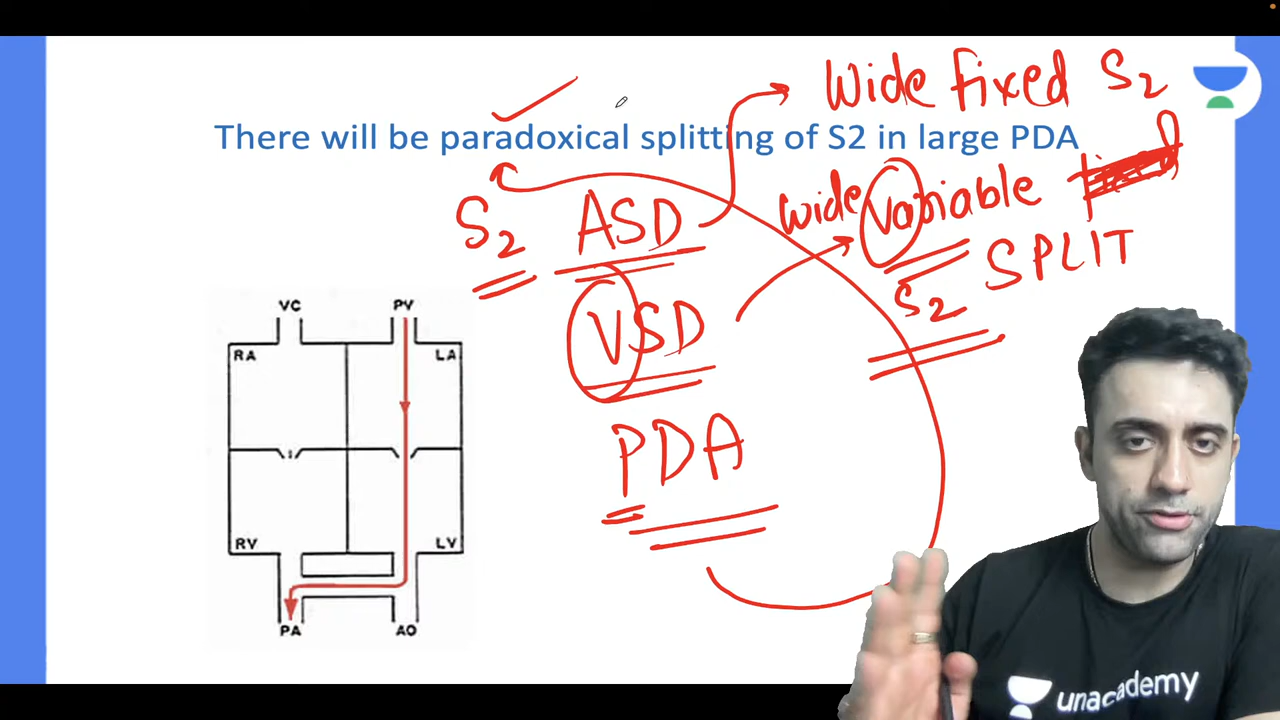 Wide fixed S2
There will be paradoxical splitting of S2 in large PDA
wide variable
S2 ASD
SPLIT
S2
VSD
PDA
VC PV
RA LA
RV LV
PA AO
unacademy